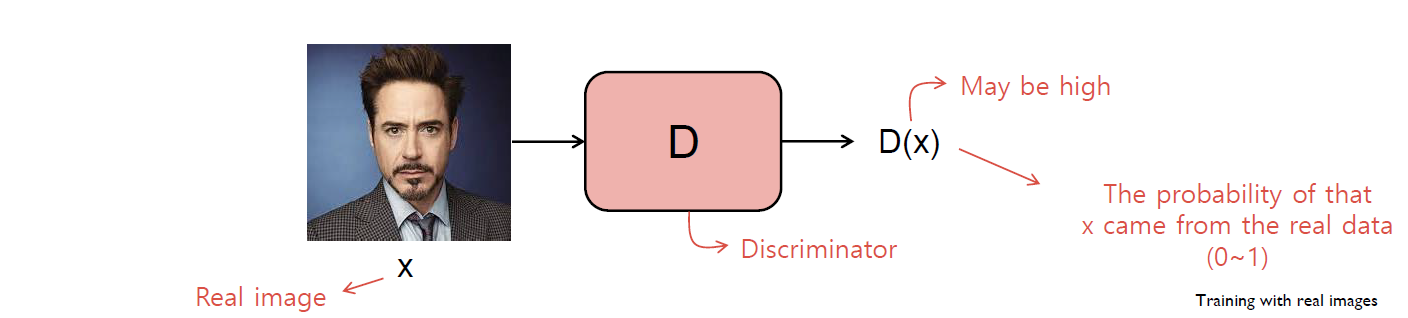 May be high
D
D(x)
The probability of that
x came from the real data
(0~1)
Discriminator
x
Real image
Training with real images